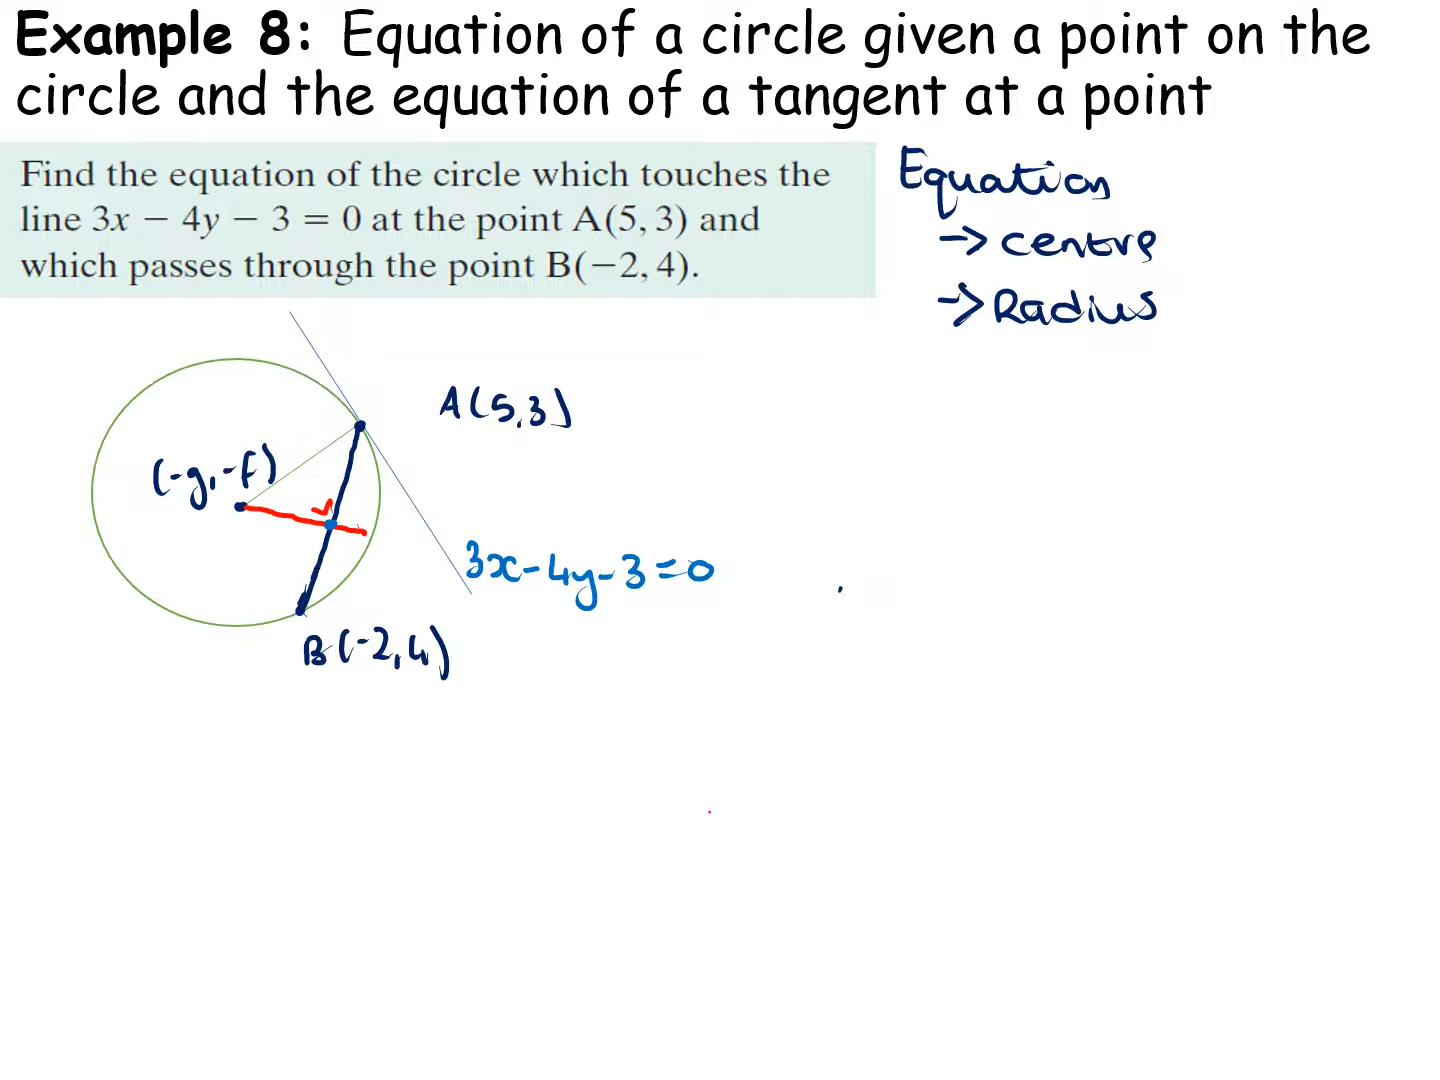 Example 8: Equation of a circle given a point on the
circle and the equation of a tangent at a point
Find the equation of the circle which touches the
line 3x − 4y − 3 = 0 at the point A(5, 3) and
which passes through the point B(−2, 4).
Equation
→ centre
→ Radius
A(5,3)
(-g,-f)
3x-4y-3=0
B(-2,4)